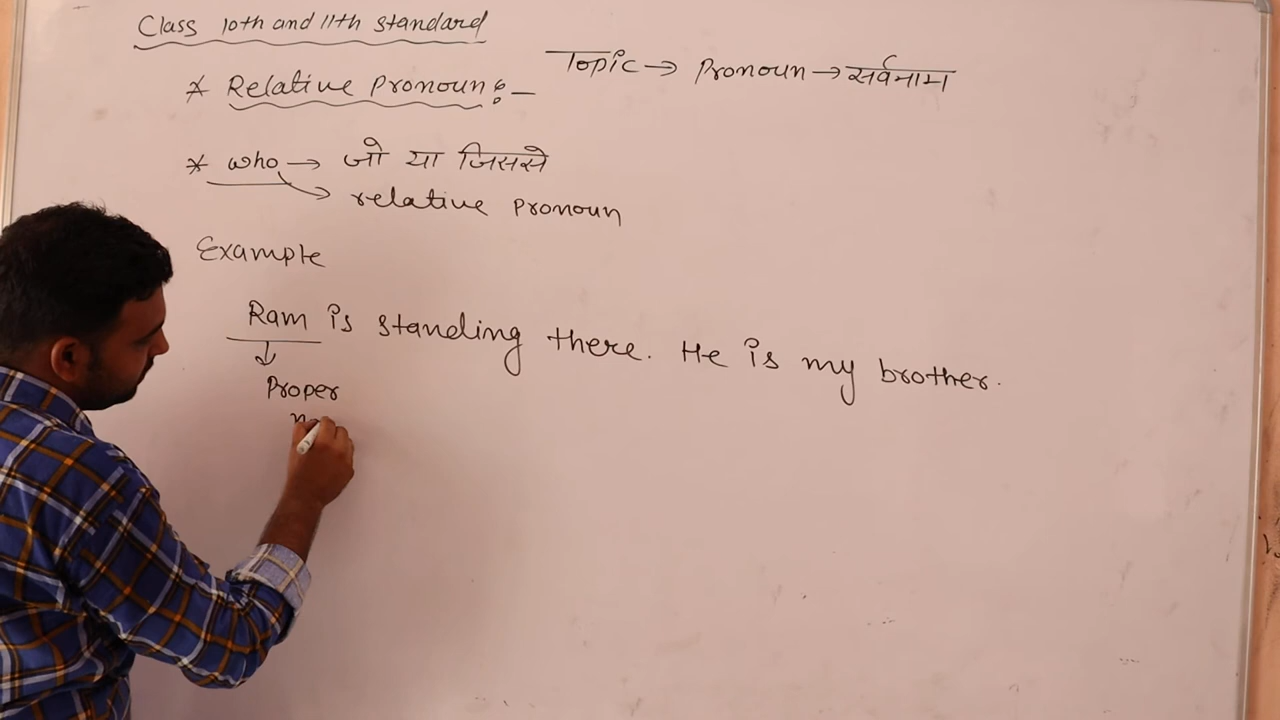 Class 10th and 11th standard
Topic → Pronoun → सर्वनाम
* Relative Pronoun :-
* who → जो या जिससे
→ relative pronoun
Example
Ram is standing there. He is my brother.
Proper